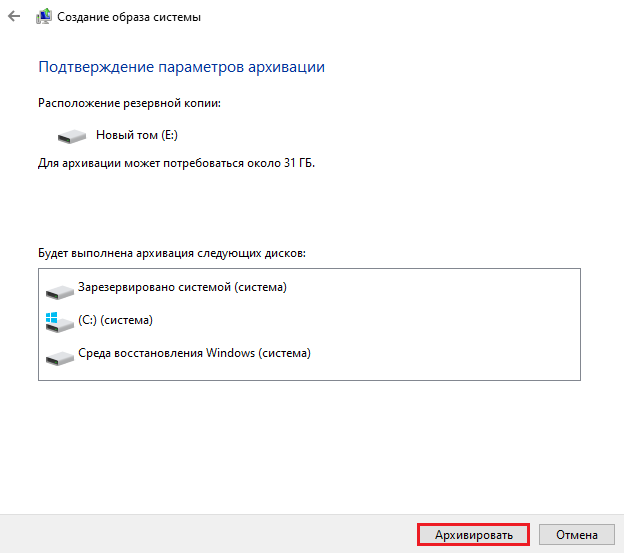 Создание образа системы
Подтверждение параметров архивации
Расположение резервной копии:
Новый том (E:)
Для архивации может потребоваться около 31 ГБ.
Будет выполнена архивация следующих дисков:
Зарезервировано системой (система)
(C:) (система)
Среда восстановления Windows (система)
Архивировать
Отмена